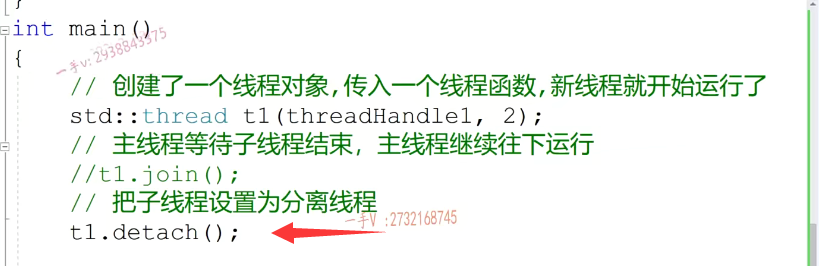 }
int main()
一手v:2938843375
{
// 创建了一个线程对象,传入一个线程函数,新线程就开始运行了
std::thread t1(threadHandle1, 2);
// 主线程等待子线程结束，主线程继续往下运行
//t1.join();
// 把子线程设置为分离线程
一手V :2732168745
t1.detach();